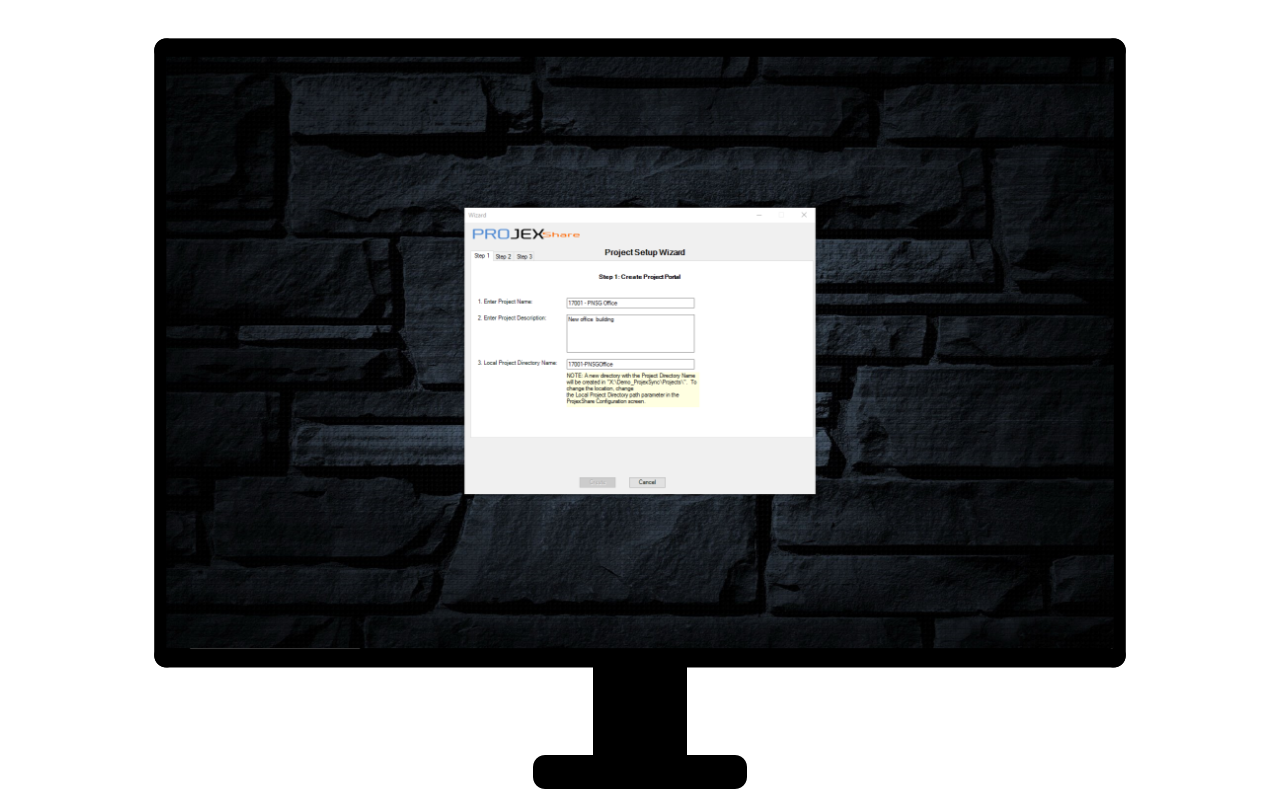 Wizard
PROJEXShare
Project Setup Wizard
Step 1 Step 2 Step 3
Step 1: Create Project Portal
1. Enter Project Name: 17001 - PNSG Office
2. Enter Project Description: New office building
3. Local Project Directory Name: 17001-PNSGOffice
NOTE: A new directory with the Project Directory Name
will be created in "X:\Demo_ProjexSync\Projects\". To
change the location, change
the Local Project Directory path parameter in the
ProjexShare Configuration screen.
Cancel